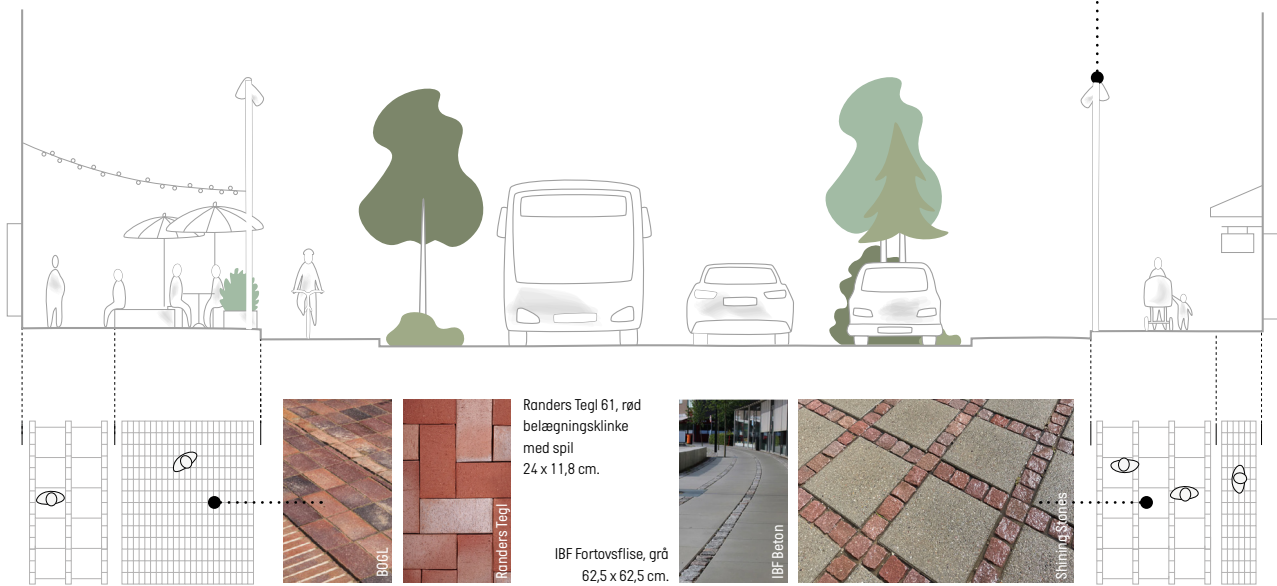 BOGL
Randers Tegl
Randers Tegl 61, rød
belægningsklinke
med spil
24 x 11,8 cm.
IBF Fortovsflise, grå
62,5 x 62,5 cm.
IBF Beton
Shining Stones